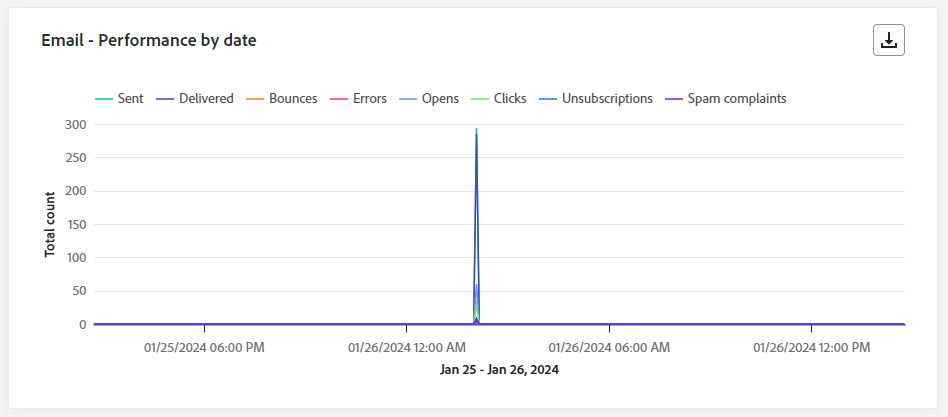 Email - Performance by date
Sent Delivered Bounces Errors Opens Clicks Unsubscriptions Spam complaints
300
250
200
150
100
50
0
Total count
01/25/2024 06:00 PM 01/26/2024 12:00 AM 01/26/2024 06:00 AM 01/26/2024 12:00 PM
Jan 25 - Jan 26, 2024